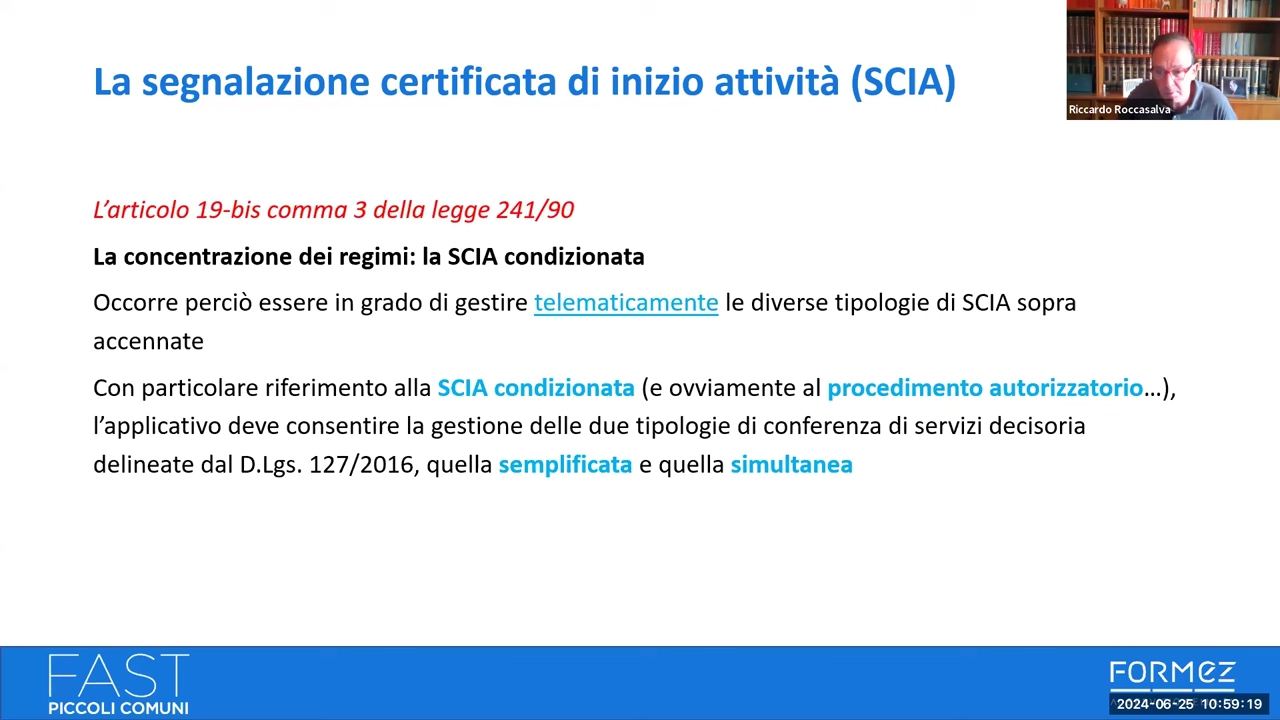 La segnalazione certificata di inizio attività (SCIA)
Riccardo Roccasalva
L’articolo 19-bis comma 3 della legge 241/90
La concentrazione dei regimi: la SCIA condizionata
Occorre perciò essere in grado di gestire telematicamente le diverse tipologie di SCIA sopra
accennate
Con particolare riferimento alla SCIA condizionata (e ovviamente al procedimento autorizzatorio…),
l’applicativo deve consentire la gestione delle due tipologie di conferenza di servizi decisoria
delineate dal D.Lgs. 127/2016, quella semplificata e quella simultanea
FAST
PICCOLI COMUNI
FORMEZ
2024-06-25 10:59:19